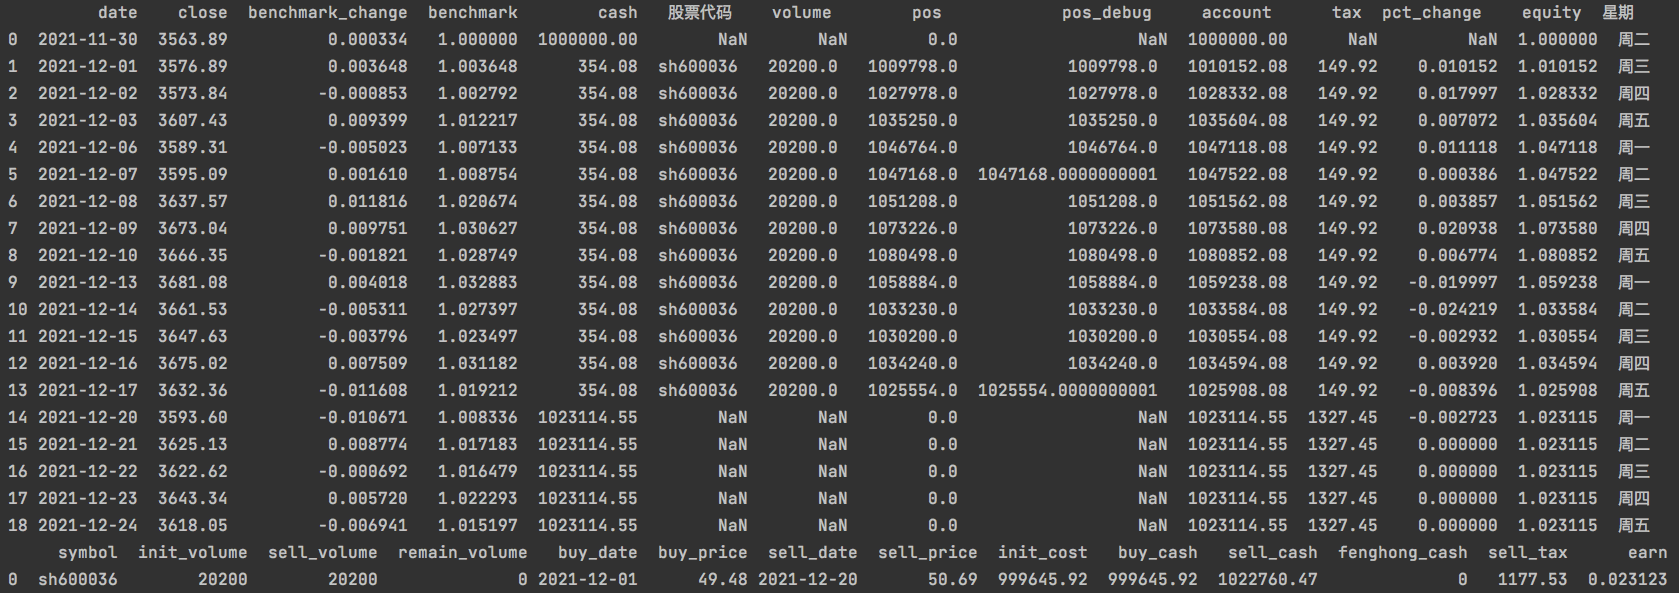 date close benchmark_change benchmark cash 股票代码 volume pos pos_debug account tax pct_change equity 星期
0 2021-11-30 3563.89 0.000334 1.000000 1000000.00 NaN NaN 0.0 NaN 1000000.00 NaN NaN 1.000000 周二
1 2021-12-01 3576.89 0.003648 1.003648 354.08 sh600036 20200.0 1009798.0 1009798.0 1010152.08 149.92 0.010152 1.010152 周三
2 2021-12-02 3573.84 -0.000853 1.002792 354.08 sh600036 20200.0 1027978.0 1027978.0 1028332.08 149.92 0.017997 1.028332 周四
3 2021-12-03 3607.43 0.009399 1.012217 354.08 sh600036 20200.0 1035250.0 1035250.0 1035604.08 149.92 0.007072 1.035604 周五
4 2021-12-06 3589.31 -0.005023 1.007133 354.08 sh600036 20200.0 1046764.0 1046764.0 1047118.08 149.92 0.011118 1.047118 周一
5 2021-12-07 3595.09 0.001610 1.008754 354.08 sh600036 20200.0 1047168.0 1047168.0000000001 1047522.08 149.92 0.000386 1.047522 周二
6 2021-12-08 3637.57 0.011816 1.020674 354.08 sh600036 20200.0 1051208.0 1051208.0 1051562.08 149.92 0.003857 1.051562 周三
7 2021-12-09 3673.04 0.009751 1.030627 354.08 sh600036 20200.0 1073226.0 1073226.0 1073580.08 149.92 0.020938 1.073580 周四
8 2021-12-10 3666.35 -0.001821 1.028749 354.08 sh600036 20200.0 1080498.0 1080498.0 1080852.08 149.92 0.006774 1.080852 周五
9 2021-12-13 3681.08 0.004018 1.032883 354.08 sh600036 20200.0 1058884.0 1058884.0 1059238.08 149.92 -0.019997 1.059238 周一
10 2021-12-14 3661.53 -0.005311 1.027397 354.08 sh600036 20200.0 1033230.0 1033230.0 1033584.08 149.92 -0.024219 1.033584 周二
11 2021-12-15 3647.63 -0.003796 1.023497 354.08 sh600036 20200.0 1030200.0 1030200.0 1030554.08 149.92 -0.002932 1.030554 周三
12 2021-12-16 3675.02 0.007509 1.031182 354.08 sh600036 20200.0 1034240.0 1034240.0 1034594.08 149.92 0.003920 1.034594 周四
13 2021-12-17 3632.36 -0.011608 1.019212 354.08 sh600036 20200.0 1025554.0 1025554.0000000001 1025908.08 149.92 -0.008396 1.025908 周五
14 2021-12-20 3593.60 -0.010671 1.008336 1023114.55 NaN NaN 0.0 NaN 1023114.55 1327.45 -0.002723 1.023115 周一
15 2021-12-21 3625.13 0.008774 1.017183 1023114.55 NaN NaN 0.0 NaN 1023114.55 1327.45 0.000000 1.023115 周二
16 2021-12-22 3622.62 -0.000692 1.016479 1023114.55 NaN NaN 0.0 NaN 1023114.55 1327.45 0.000000 1.023115 周三
17 2021-12-23 3643.34 0.005720 1.022293 1023114.55 NaN NaN 0.0 NaN 1023114.55 1327.45 0.000000 1.023115 周四
18 2021-12-24 3618.05 -0.006941 1.015197 1023114.55 NaN NaN 0.0 NaN 1023114.55 1327.45 0.000000 1.023115 周五
symbol init_volume sell_volume remain_volume buy_date buy_price sell_date sell_price init_cost buy_cash sell_cash fenghong_cash sell_tax earn
0 sh600036 20200 20200 0 2021-12-01 49.48 2021-12-20 50.69 999645.92 999645.92 1022760.47 0 1177.53 0.023123